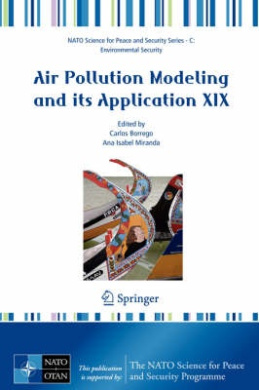 NATO Science for Peace and Security Series - C:
Environmental Security
Air Pollution Modeling
and its Application XIX
Edited by
Carlos Borrego
Ana Isabel Miranda
Springer
NATO
OTAN
This publication
is supported by:
The NATO Science for Peace
and Security Programme